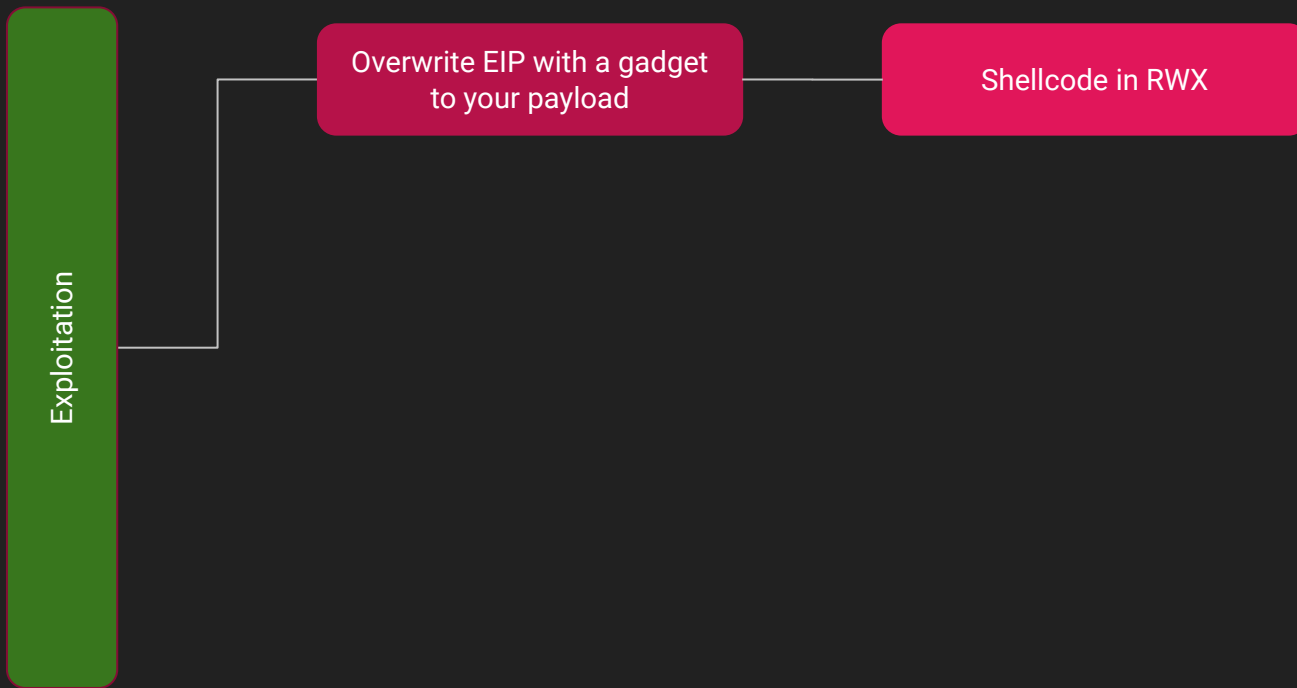 Overwrite EIP with a gadget
to your payload
Shellcode in RWX
Exploitation